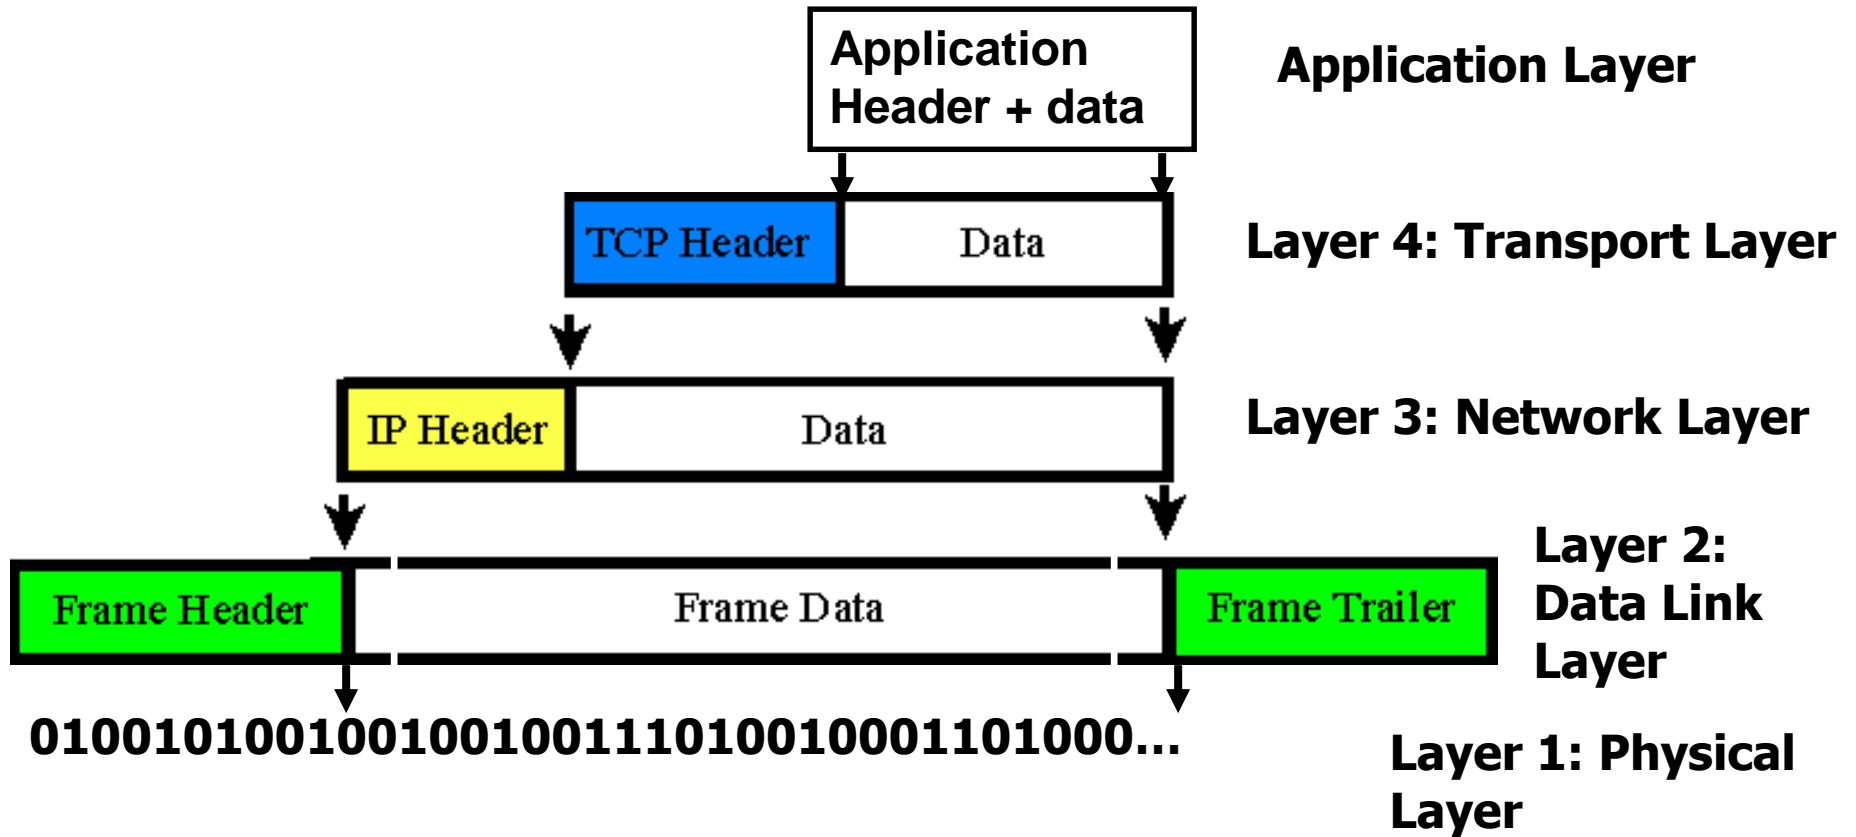 Application
Header + data
Application Layer
TCP Header
Data
Layer 4: Transport Layer
IP Header
Data
Layer 3: Network Layer
Frame Header
Frame Data
Frame Trailer
Layer 2:
Data Link
Layer
010010100100100100111010010001101000...
Layer 1: Physical
Layer